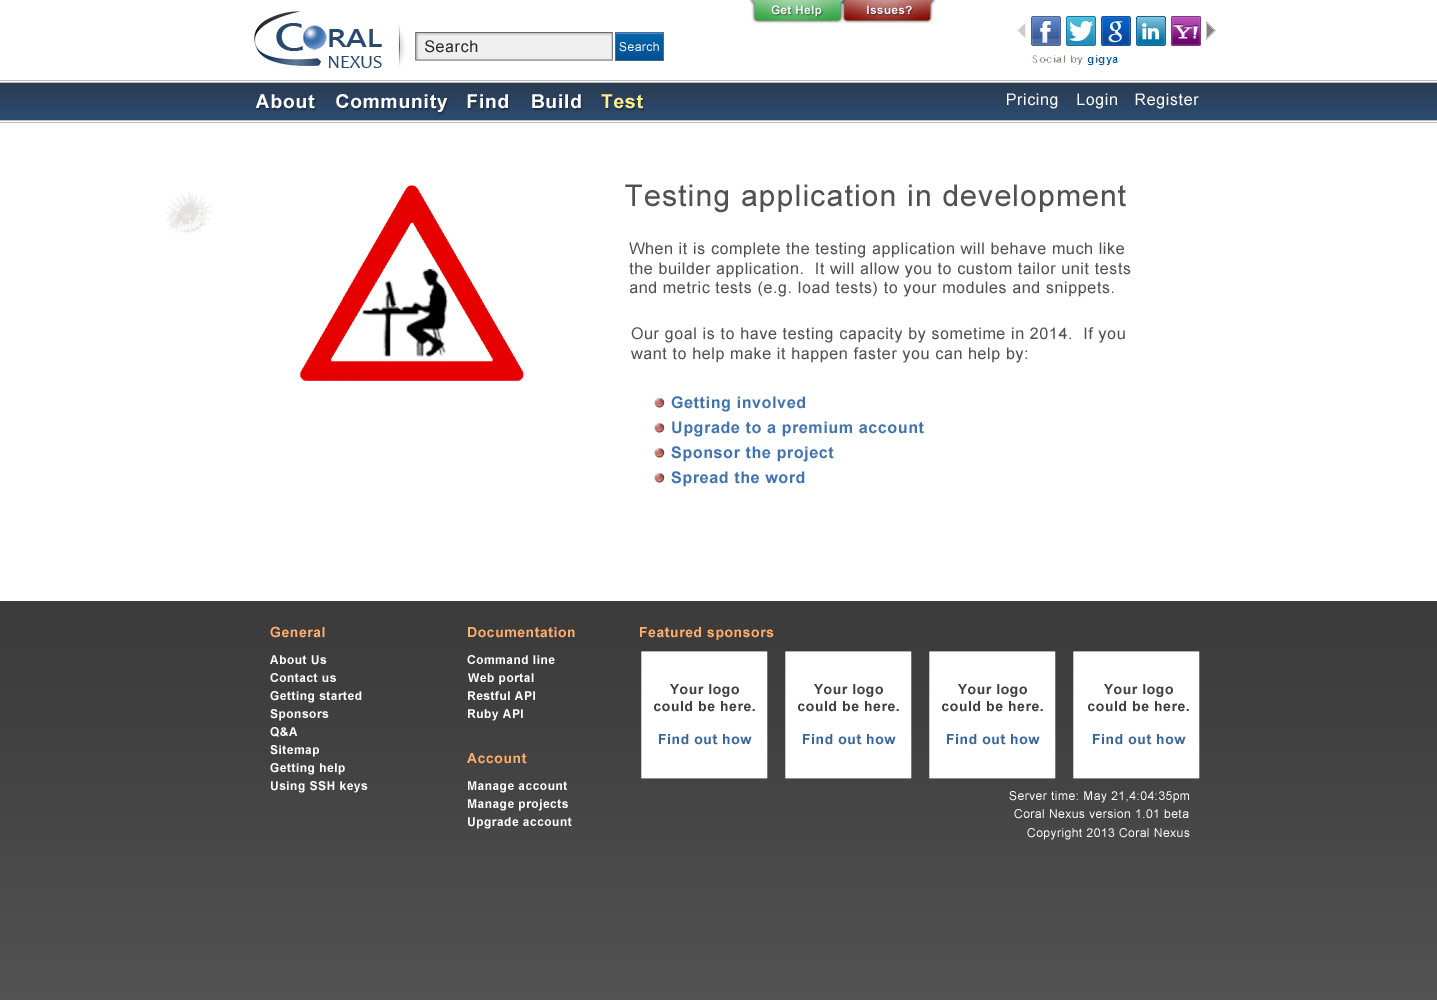 Get Help
Issues?
CORAL
NEXUS
Search
Search
Social by gigya
About Community Find Build Test
Pricing Login Register
Testing application in development
When it is complete the testing application will behave much like
the builder application. It will allow you to custom tailor unit tests
and metric tests (e.g. load tests) to your modules and snippets.
Our goal is to have testing capacity by sometime in 2014. If you
want to help make it happen faster you can help by:
Getting involved
Upgrade to a premium account
Sponsor the project
Spread the word
General
About Us
Contact us
Getting started
Sponsors
Q&A
Sitemap
Getting help
Using SSH keys
Documentation
Command line
Web portal
Restful API
Ruby API
Account
Manage account
Manage projects
Upgrade account
Featured sponsors
Your logo
could be here.
Find out how
Your logo
could be here.
Find out how
Your logo
could be here.
Find out how
Your logo
could be here.
Find out how
Server time: May 21,4:04:35pm
Coral Nexus version 1.01 beta
Copyright 2013 Coral Nexus